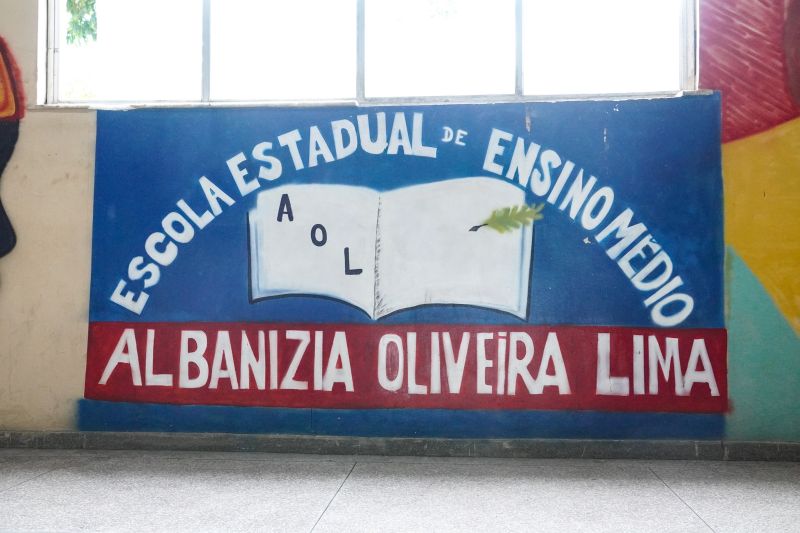 ESCOLA ESTADUAL DE ENSINO MÉDIO
A O L
ALBANIZIA OLIVEIRA LIMA